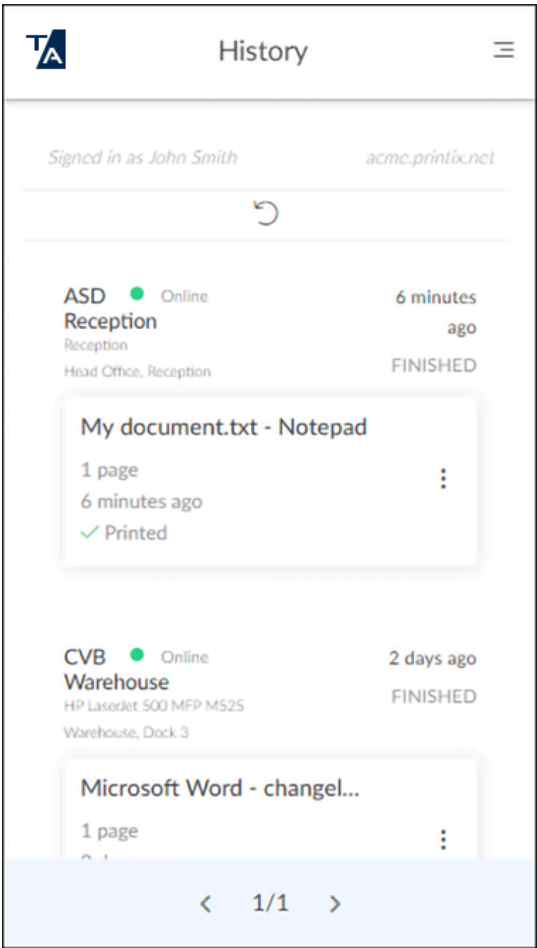 TA
History
Signed in as John Smith acme.printix.net
ASD Online 6 minutes
Reception ago
Reception
Head Office, Reception FINISHED
My document.txt - Notepad
1 page
6 minutes ago
Printed
CVB Online 2 days ago
Warehouse
HP LaserJet 500 MFP M525 FINISHED
Warehouse, Dock 3
Microsoft Word - changel...
1 page
1/1